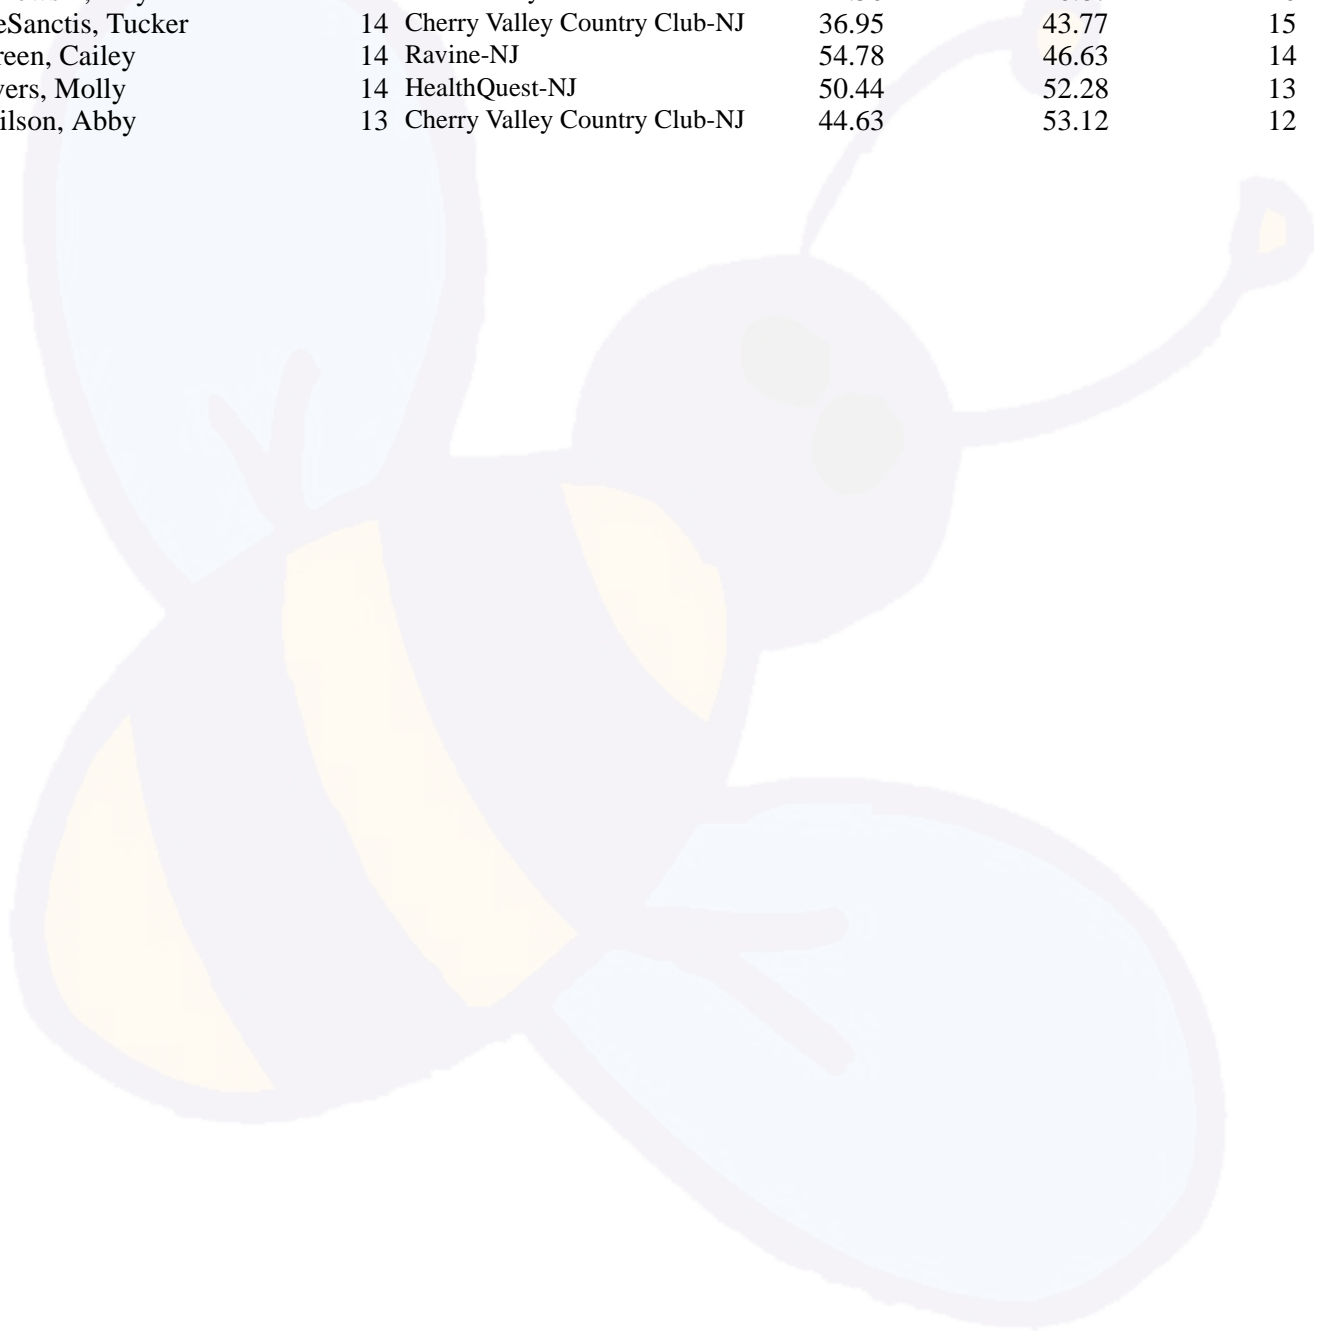 eSanctis, Tucker 14 Cherry Valley Country Club-NJ 36.95 43.77 15
reen, Cailey 14 Ravine-NJ 54.78 46.63 14
yers, Molly 14 HealthQuest-NJ 50.44 52.28 13
ilson, Abby 13 Cherry Valley Country Club-NJ 44.63 53.12 12